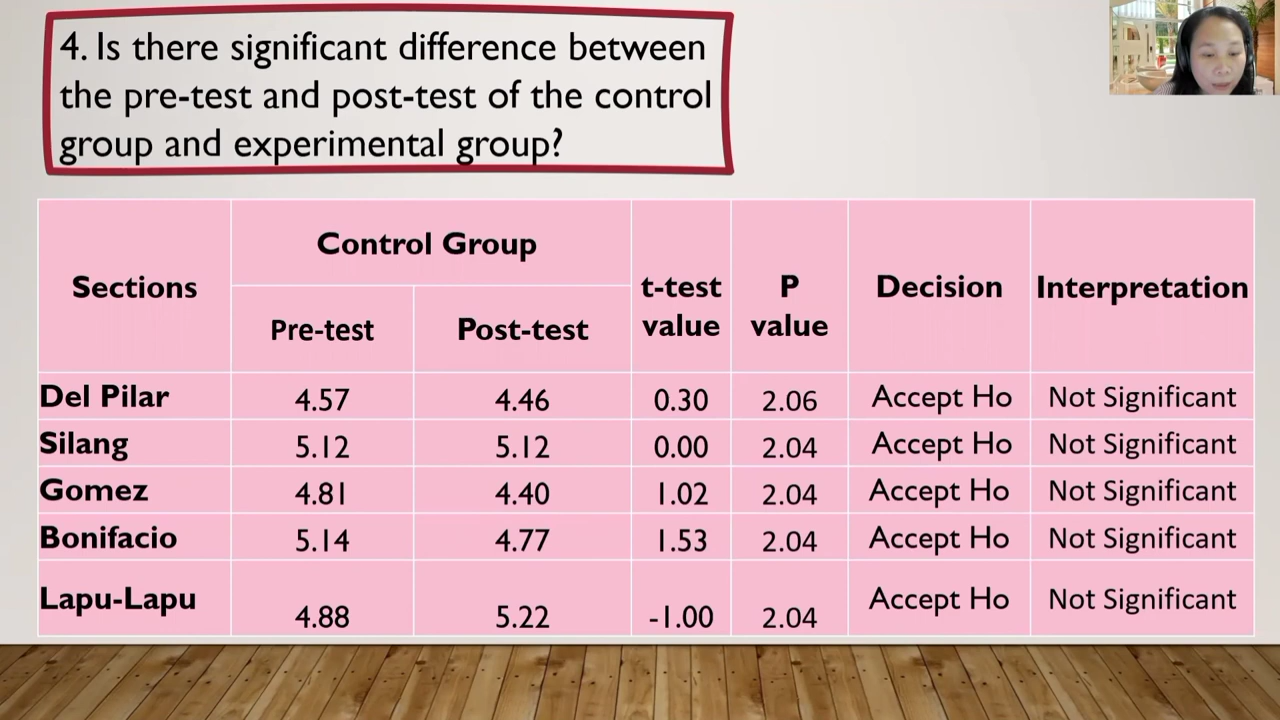 4. Is there significant difference between
the pre-test and post-test of the control
group and experimental group?
Sections
Control Group
t-test
value
P
value
Decision
Interpretation
Pre-test
Post-test
Del Pilar 4.57 4.46 0.30 2.06 Accept Ho Not Significant
Silang 5.12 5.12 0.00 2.04 Accept Ho Not Significant
Gomez 4.81 4.40 1.02 2.04 Accept Ho Not Significant
Bonifacio 5.14 4.77 1.53 2.04 Accept Ho Not Significant
Lapu-Lapu 4.88 5.22 -1.00 2.04 Accept Ho Not Significant